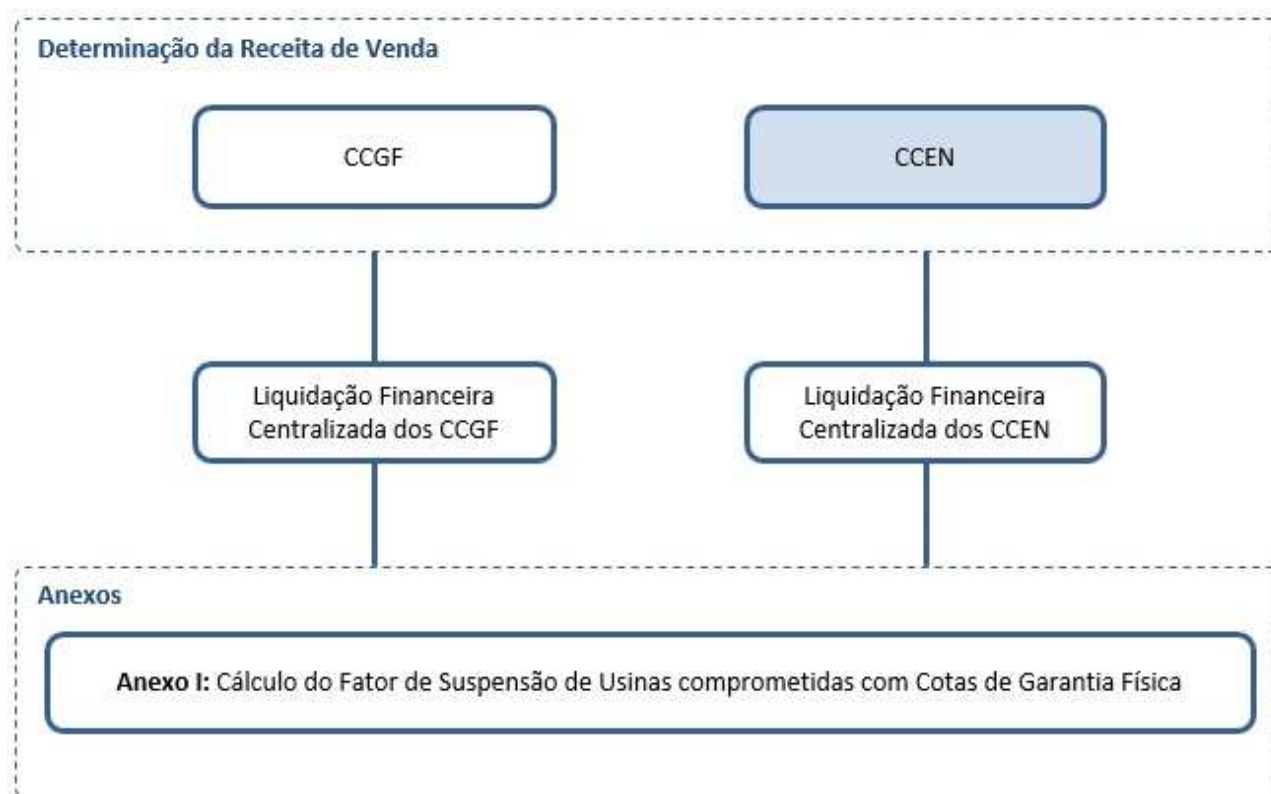 Determinação da Receita de Venda
CCGF
CCEN
Liquidação Financeira
Centralizada dos CCGF
Liquidação Financeira
Centralizada dos CCEN
Anexos
Anexo I: Cálculo do Fator de Suspensão de Usinas comprometidas com Cotas de Garantia Física